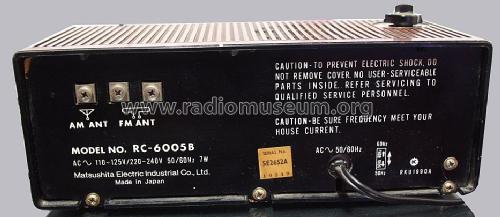 CAUTION-TO PREVENT ELECTRIC SHOCK, DO
NOT REMOVE COVER. NO USER-SERVICEABLE
PARTS INSIDE. REFER SERVICING TO
QUALIFIED SERVICE PERSONNEL.
CAUTION-BE SURE FREQUENCY MEET YOUR
HOUSE CURRENT.
www.radiomuseum.org
AM ANT
FM ANT
MODEL NO. RC-6005B
AC~110-125V/220-240V 50/60Hz 7W
Matsushita Electric Industrial Co., Ltd.
Made in Japan
SERIAL NO.
SE2652A
AC~50/60Hz
60Hz
50Hz
RKU1990A